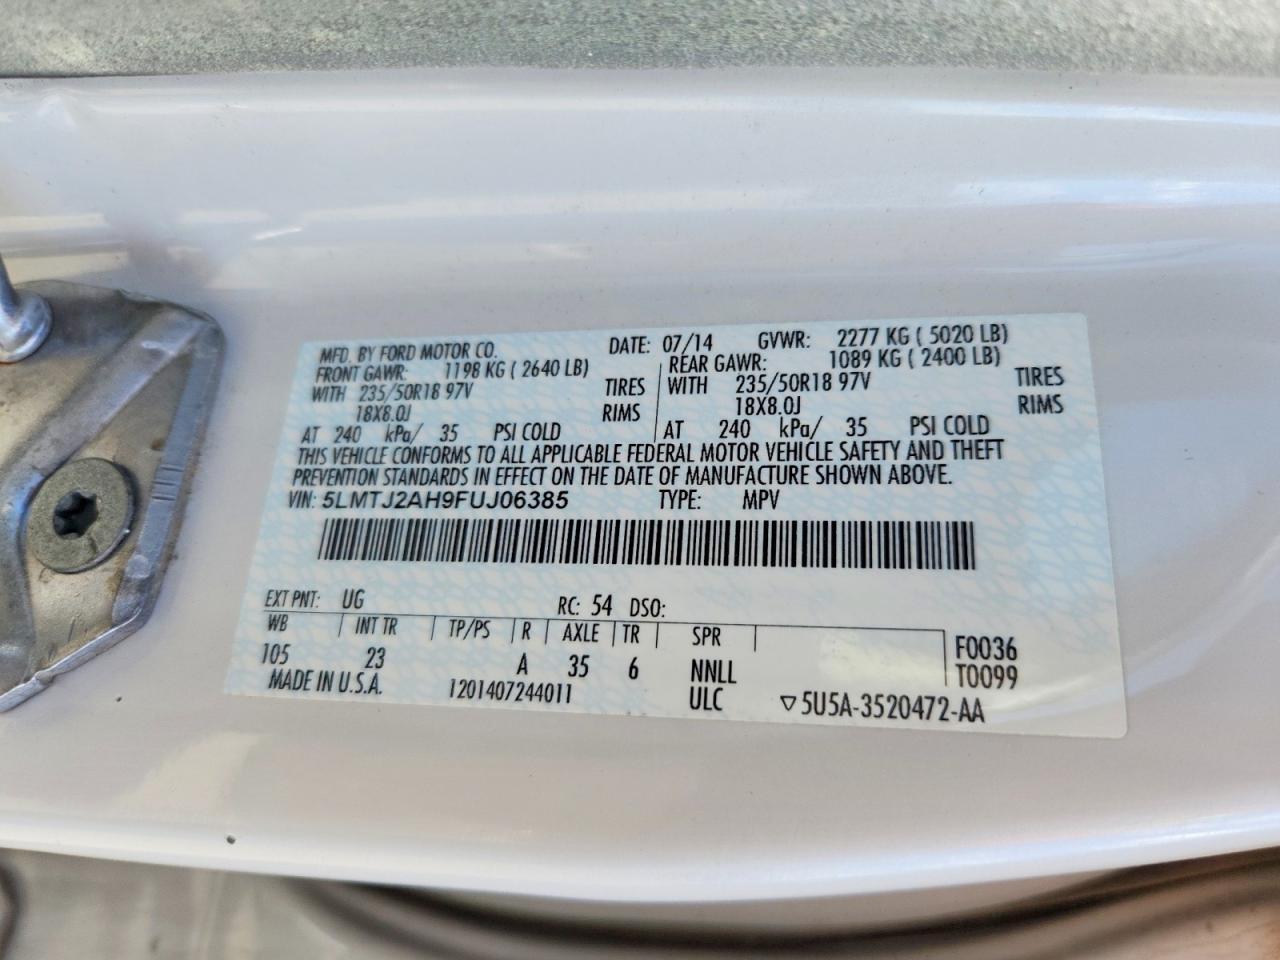 MFD. BY FORD MOTOR CO. DATE: 07/14 GVWR: 2277 KG ( 5020 LB)
FRONT GAWR: 1198 KG ( 2640 LB) REAR GAWR: 1089 KG ( 2400 LB)
WITH 235/50R18 97V TIRES WITH 235/50R18 97V TIRES
18X8.0J RIMS 18X8.0J RIMS
AT 240 kPa/ 35 PSI COLD AT 240 kPa/ 35 PSI COLD
THIS VEHICLE CONFORMS TO ALL APPLICABLE FEDERAL MOTOR VEHICLE SAFETY AND THEFT
PREVENTION STANDARDS IN EFFECT ON THE DATE OF MANUFACTURE SHOWN ABOVE.
VIN: 5LMTJ2AH9FUJ06385 TYPE: MPV
EXT PNT: UG RC: 54 DSO:
WB INT TR TP/PS R AXLE TR SPR F0036
105 23 A 35 6 NNLL T0099
MADE IN U.S.A. 1201407244011 ULC ▽5U5A-3520472-AA